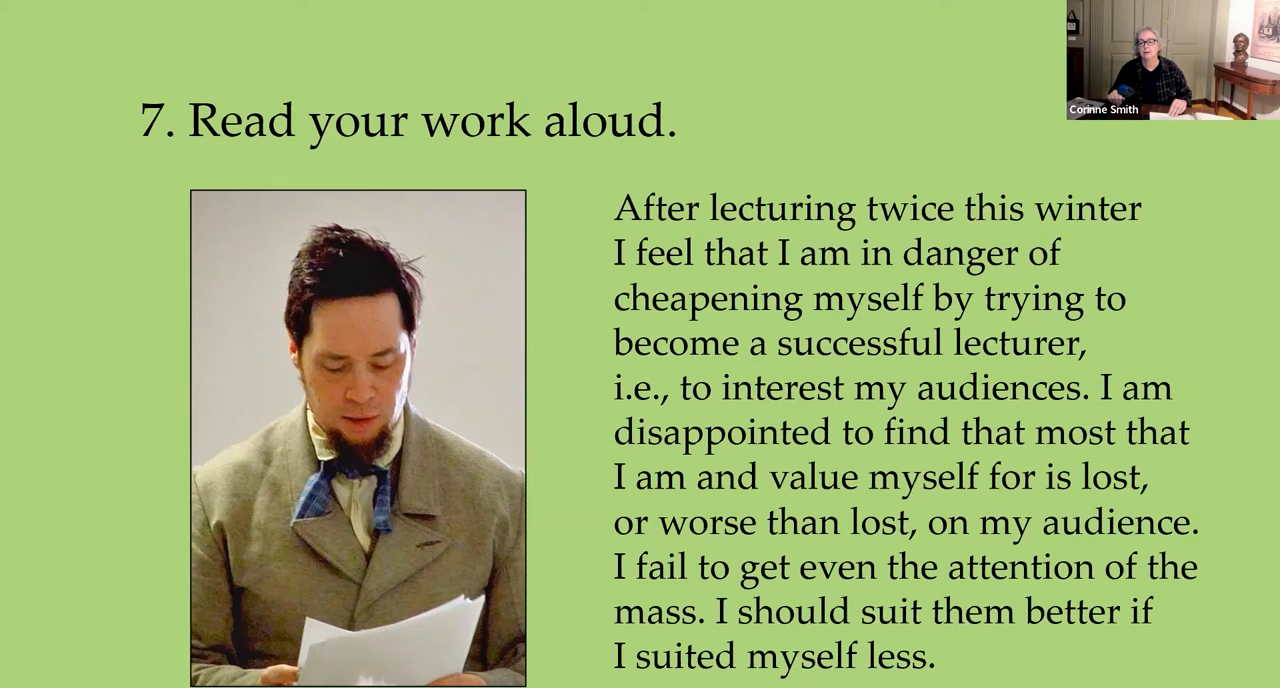 7. Read your work aloud.
After lecturing twice this winter
I feel that I am in danger of
cheapening myself by trying to
become a successful lecturer,
i.e., to interest my audiences. I am
disappointed to find that most that
I am and value myself for is lost,
or worse than lost, on my audience.
I fail to get even the attention of the
mass. I should suit them better if
I suited myself less.
Corinne Smith